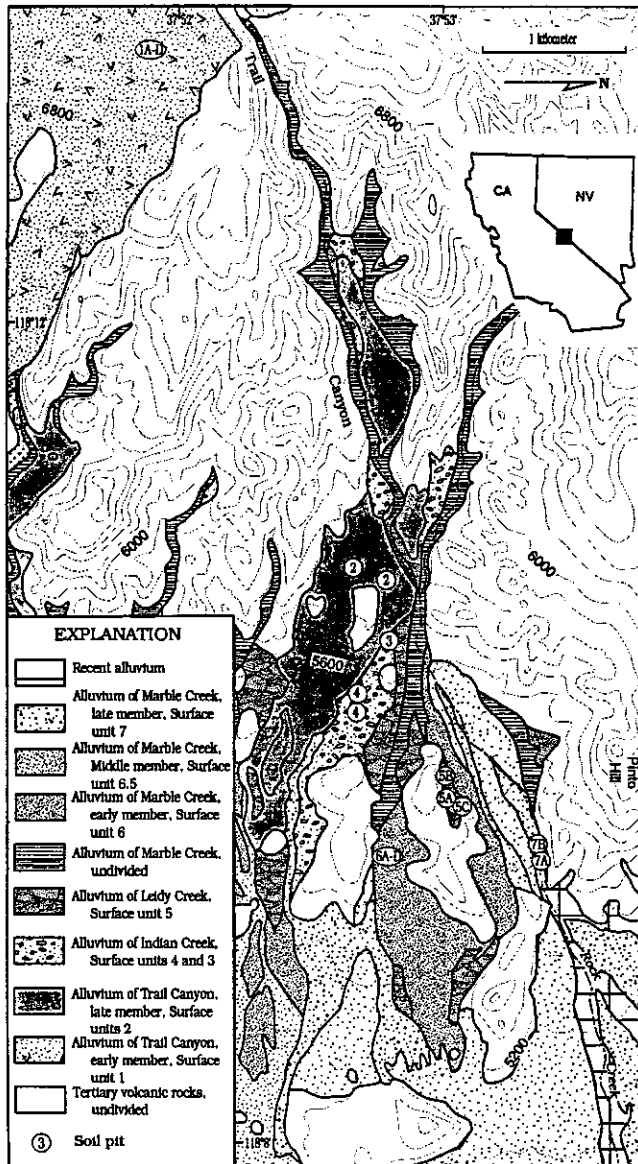 37°52'
37°53'
1 kilometer
N
1A-D
Trail
6800
6800
CA
NV
118°12'
Canyon
6000
6000
2
2
3
5600
4
4
5B
5A
5C
6A-D
7B
7A
Pinto
Hill
Rock
Creek
5200
118°8'
EXPLANATION
Recent alluvium
Alluvium of Marble Creek,
late member, Surface
unit 7
Alluvium of Marble Creek,
Middle member, Surface
unit 6.5
Alluvium of Marble Creek,
early member, Surface
unit 6
Alluvium of Marble Creek,
undivided
Alluvium of Leidy Creek,
Surface unit 5
Alluvium of Indian Creek,
Surface units 4 and 3
Alluvium of Trail Canyon,
late member, Surface
units 2
Alluvium of Trail Canyon,
early member, Surface
unit 1
Tertiary volcanic rocks,
undivided
3
Soil pit